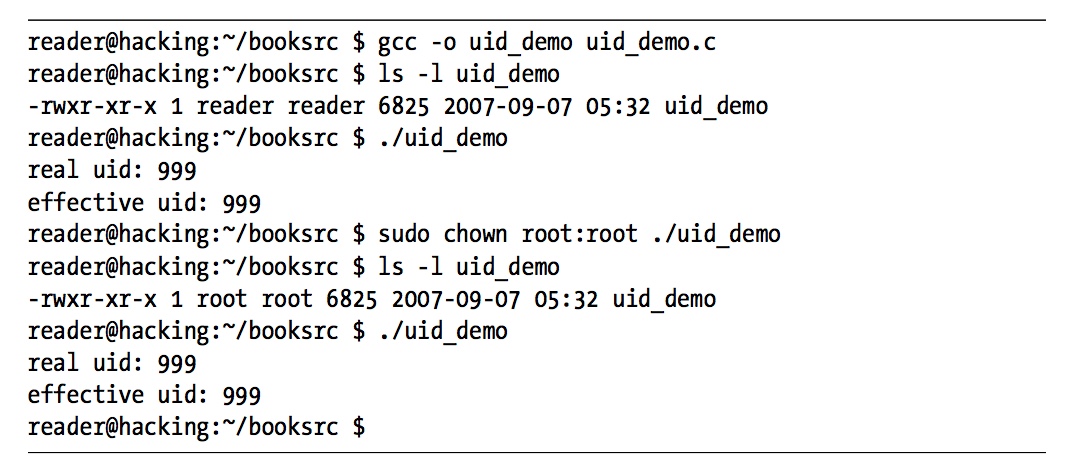 reader@hacking:~/booksrc $ gcc -o uid_demo uid_demo.c
reader@hacking:~/booksrc $ ls -l uid_demo
-rwxr-xr-x 1 reader reader 6825 2007-09-07 05:32 uid_demo
reader@hacking:~/booksrc $ ./uid_demo
real uid: 999
effective uid: 999
reader@hacking:~/booksrc $ sudo chown root:root ./uid_demo
reader@hacking:~/booksrc $ ls -l uid_demo
-rwxr-xr-x 1 root root 6825 2007-09-07 05:32 uid_demo
reader@hacking:~/booksrc $ ./uid_demo
real uid: 999
effective uid: 999
reader@hacking:~/booksrc $